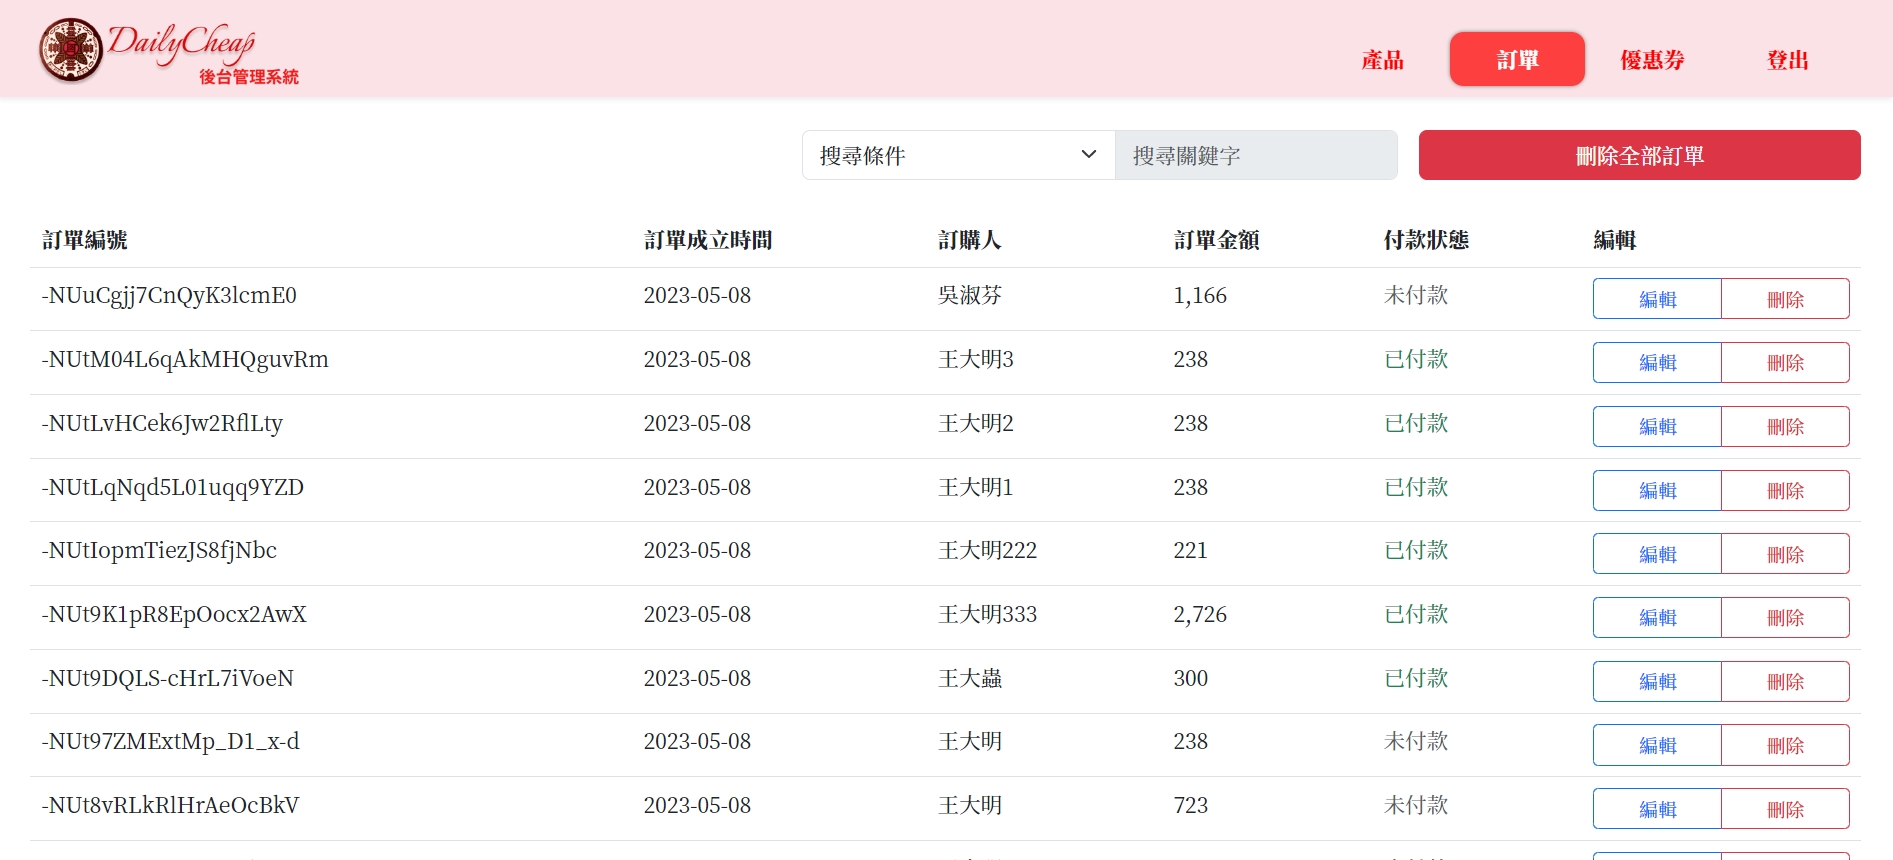 DailyCheap
後台管理系統
產品 訂單 優惠券 登出
搜尋條件 搜尋關鍵字 刪除全部訂單
訂單編號 訂單成立時間 訂購人 訂單金額 付款狀態 編輯
-NUuCgjj7CnQyK3lcmE0 2023-05-08 吳淑芬 1,166 未付款 編輯 刪除
-NUtM04L6qAkMHQguvRm 2023-05-08 王大明3 238 已付款 編輯 刪除
-NUtLvHCek6Jw2RflLty 2023-05-08 王大明2 238 已付款 編輯 刪除
-NUtLqNqd5L01uqq9YZD 2023-05-08 王大明1 238 已付款 編輯 刪除
-NUtIopmTiezJS8fjNbc 2023-05-08 王大明222 221 已付款 編輯 刪除
-NUt9K1pR8EpOocx2AwX 2023-05-08 王大明333 2,726 已付款 編輯 刪除
-NUt9DQLS-cHrL7iVoeN 2023-05-08 王大蟲 300 已付款 編輯 刪除
-NUt97ZMExtMp_D1_x-d 2023-05-08 王大明 238 未付款 編輯 刪除
-NUt8vRLkRlHrAeOcBkV 2023-05-08 王大明 723 未付款 編輯 刪除